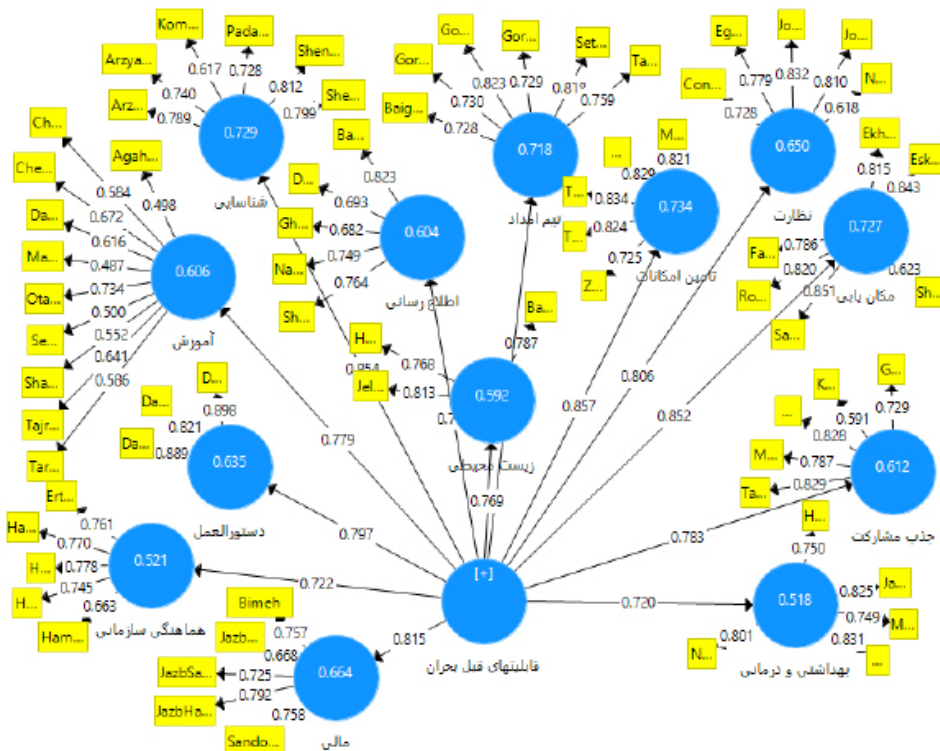 Kom...
Pada...
Arzya...
Shen...
0.617
0.728
0.812
0.740
She...
Arz...
0.789
0.799
0.729
شناسایی
Go...
Gor...
Set...
Gor...
Ta...
0.823
0.729
0.819
0.730
0.759
Baig...
0.728
0.718
تیم امداد
Eg...
Jo...
Jo...
Con...
N...
0.779
0.832
0.810
0.728
0.618
0.650
نظارت
Ch...
Che...
Da...
Ma...
Ota...
Se...
Sha...
Tajr...
Tar...
Agah...
0.584
0.498
0.672
0.616
0.487
0.734
0.500
0.552
0.641
0.586
0.606
آموزش
Ba...
D...
Gh...
Na...
Sh...
0.823
0.693
0.682
0.749
0.764
0.604
اطلاع رسانی
M...
...
T...
T...
Z...
0.821
0.829
0.834
0.824
0.725
0.734
تامین امکانات
Ekh...
Esk...
Fa...
Ro...
Sa...
Sh...
0.815
0.843
0.786
0.820
0.851
0.623
0.727
مکان یابی
Ba...
H...
Jel...
0.787
0.768
0.813
0.592
زیست محیطی
D...
Da...
Da...
0.898
0.821
0.889
0.635
دستورالعمل
G...
K...
...
M...
Ta...
0.729
0.591
0.828
0.787
0.829
0.612
جذب مشارکت
Ert...
Ha...
H...
H...
Ham...
0.761
0.770
0.778
0.745
0.663
0.521
هماهنگی سازمانی
H...
Ja...
M...
...
N...
0.750
0.825
0.749
0.831
0.801
0.518
بهداشتی و درمانی
Bimeh
Jazb...
JazbSa...
JazbHa...
Sando...
0.757
0.668
0.725
0.792
0.758
0.664
مالی
0.854
0.857
0.806
0.852
0.779
0.769
0.797
0.783
0.722
0.720
0.815
[+]
قابلیتهای قبل بحران